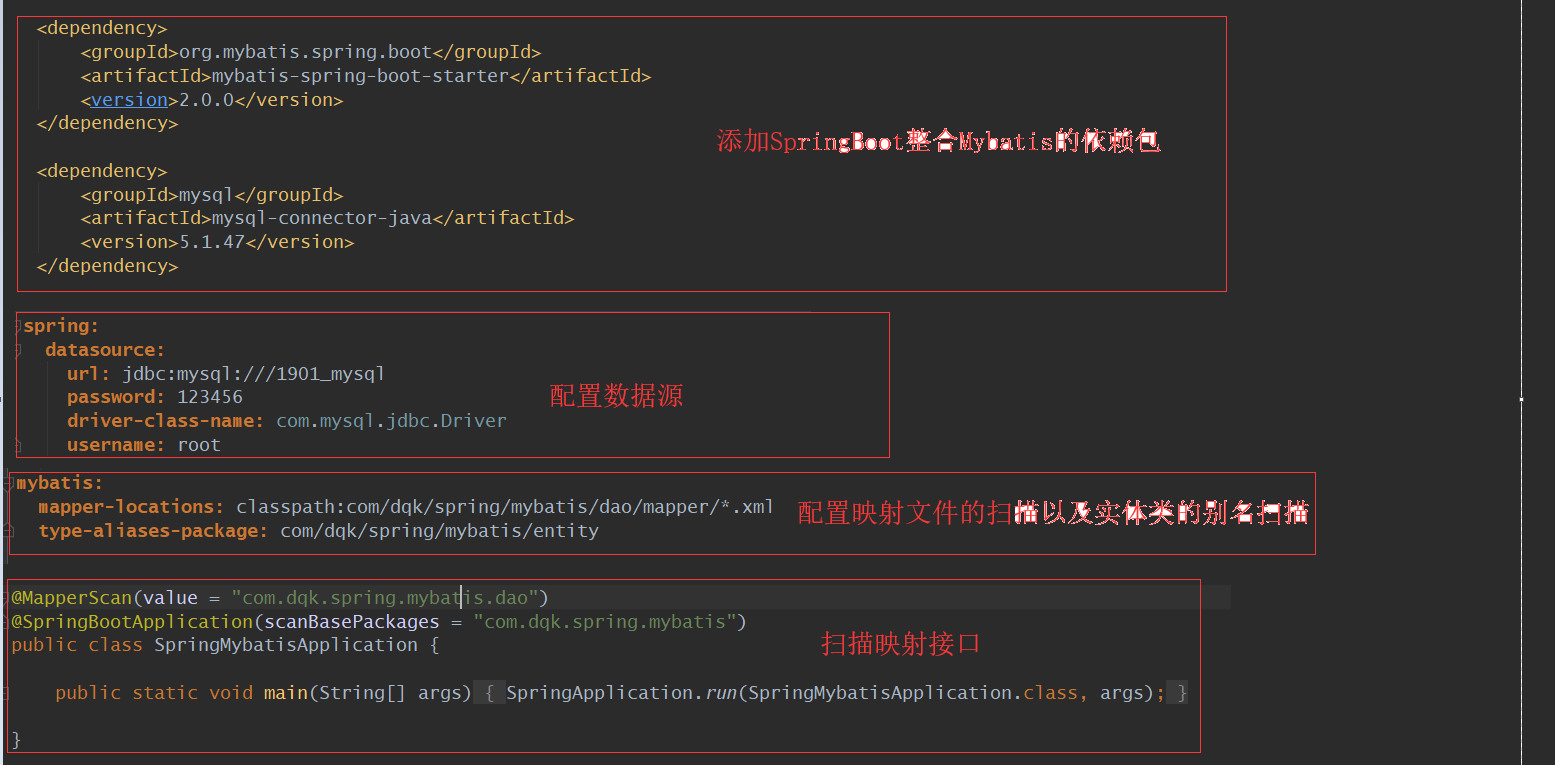 <dependency>
<groupId>org.mybatis.spring.boot</groupId>
<artifactId>mybatis-spring-boot-starter</artifactId>
<version>2.0.0</version>
</dependency>
添加SpringBoot整合Mybatis的依赖包
<dependency>
<groupId>mysql</groupId>
<artifactId>mysql-connector-java</artifactId>
<version>5.1.47</version>
</dependency>
spring:
datasource:
url: jdbc:mysql:///1901_mysql
password: 123456
配置数据源
driver-class-name: com.mysql.jdbc.Driver
username: root
mybatis:
mapper-locations: classpath:com/dqk/spring/mybatis/dao/mapper/*.xml
配置映射文件的扫描以及实体类的别名扫描
type-aliases-package: com/dqk/spring/mybatis/entity
@MapperScan(value = "com.dqk.spring.mybatis.dao")
@SpringBootApplication(scanBasePackages = "com.dqk.spring.mybatis")
public class SpringMybatisApplication {
扫描映射接口
public static void main(String[] args) { SpringApplication.run(SpringMybatisApplication.class, args); }
}